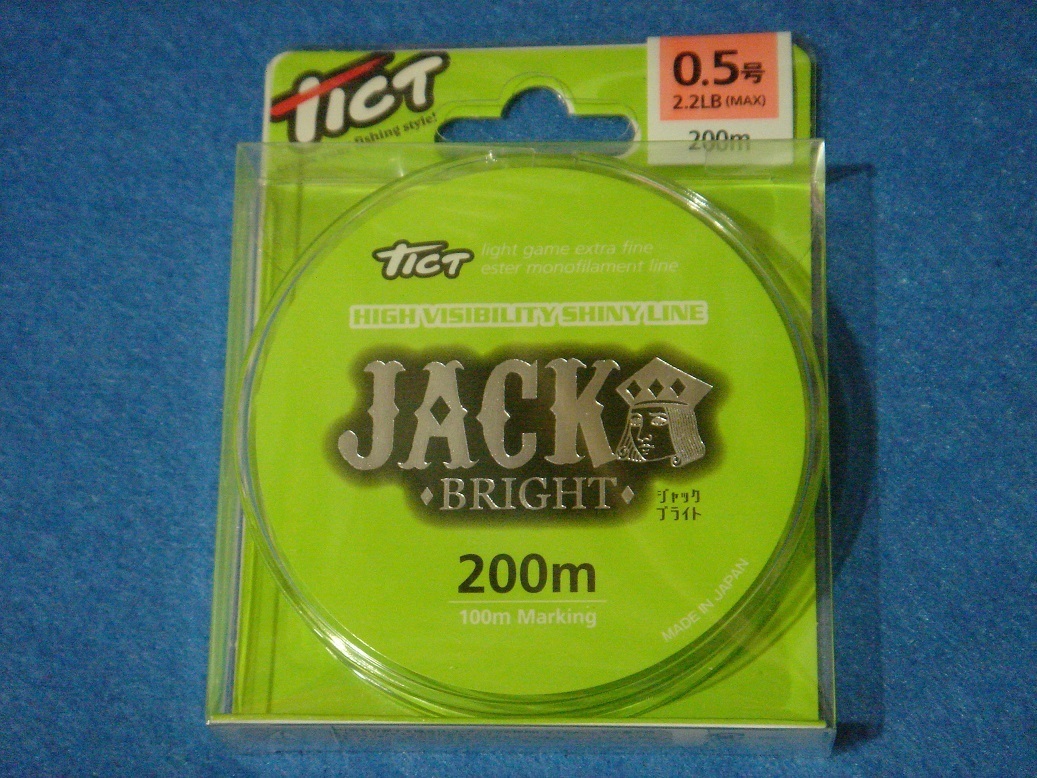 TICT
fishing style!
0.5号
2.2LB (MAX)
200m
TICT
light game extra fine
ester monofilament line
HIGH VISIBILITY SHINY LINE
JACK
BRIGHT
ジャック
ブライト
200m
100m Marking
MADE IN JAPAN